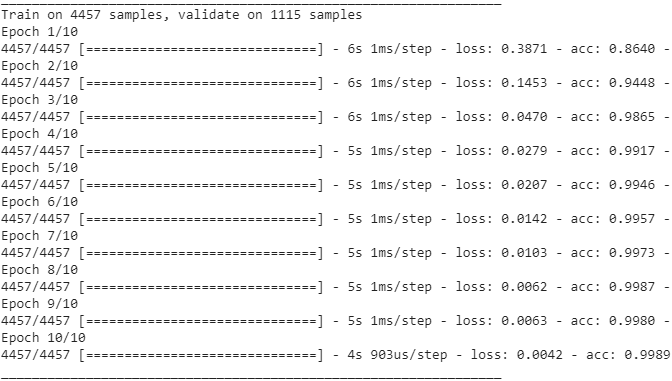 Train on 4457 samples, validate on 1115 samples
Epoch 1/10
4457/4457 [==============================] - 6s 1ms/step - loss: 0.3871 - acc: 0.8640 -
Epoch 2/10
4457/4457 [==============================] - 6s 1ms/step - loss: 0.1453 - acc: 0.9448 -
Epoch 3/10
4457/4457 [==============================] - 6s 1ms/step - loss: 0.0470 - acc: 0.9865 -
Epoch 4/10
4457/4457 [==============================] - 5s 1ms/step - loss: 0.0279 - acc: 0.9917 -
Epoch 5/10
4457/4457 [==============================] - 5s 1ms/step - loss: 0.0207 - acc: 0.9946 -
Epoch 6/10
4457/4457 [==============================] - 5s 1ms/step - loss: 0.0142 - acc: 0.9957 -
Epoch 7/10
4457/4457 [==============================] - 5s 1ms/step - loss: 0.0103 - acc: 0.9973 -
Epoch 8/10
4457/4457 [==============================] - 5s 1ms/step - loss: 0.0062 - acc: 0.9987 -
Epoch 9/10
4457/4457 [==============================] - 5s 1ms/step - loss: 0.0063 - acc: 0.9980 -
Epoch 10/10
4457/4457 [==============================] - 4s 903us/step - loss: 0.0042 - acc: 0.9989